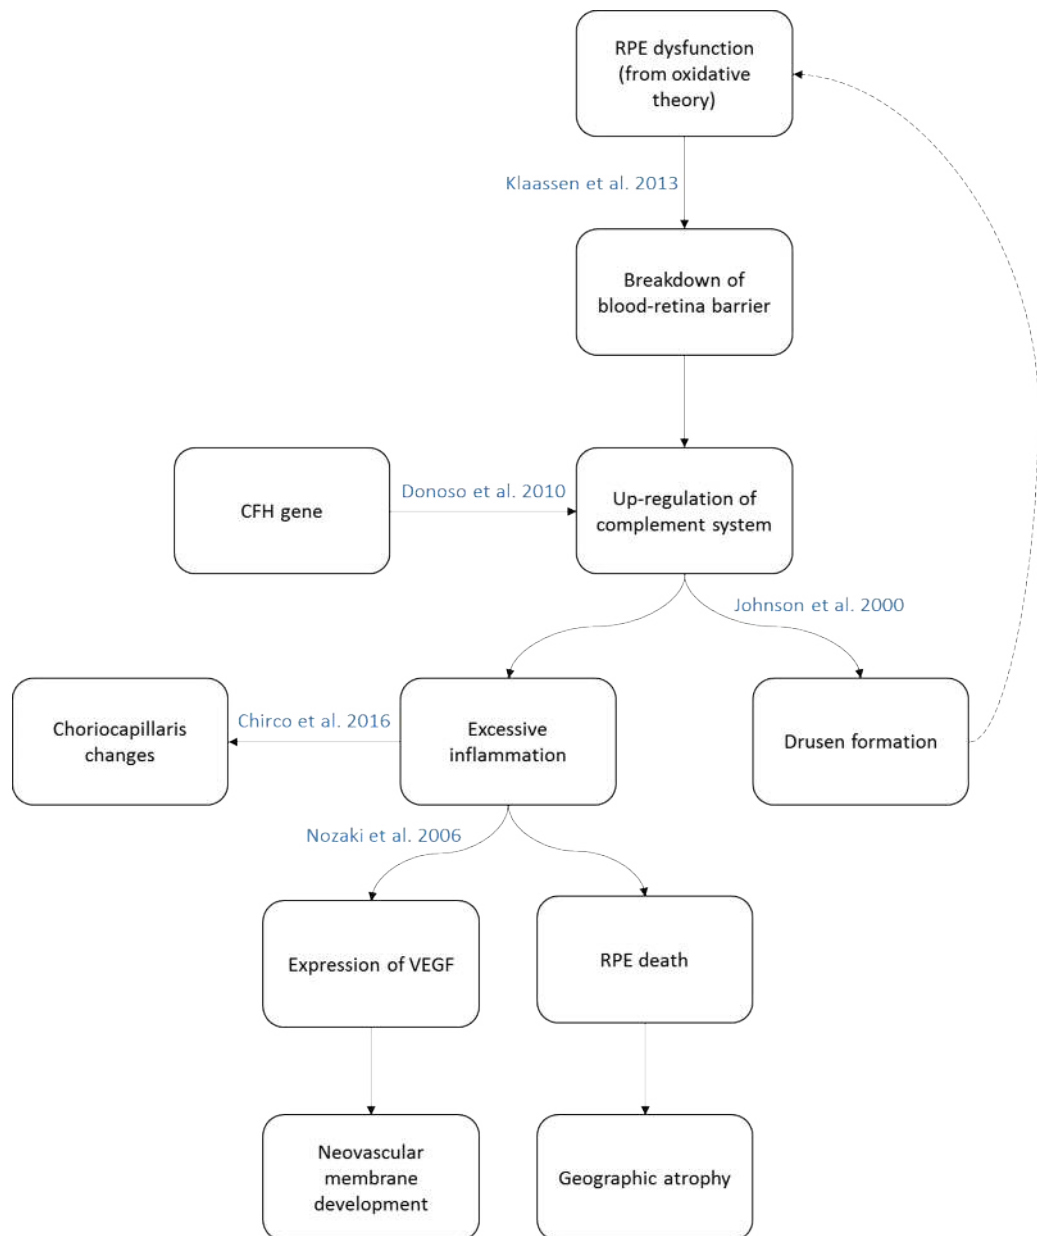 RPE dysfunction
(from oxidative
theory)
Klaassen et al. 2013
Breakdown of
blood-retina barrier
CFH gene
Donoso et al. 2010
Up-regulation of
complement system
Johnson et al. 2000
Choriocapillaris
changes
Chirco et al. 2016
Excessive
inflammation
Drusen formation
Nozaki et al. 2006
Expression of VEGF
RPE death
Neovascular
membrane
development
Geographic atrophy